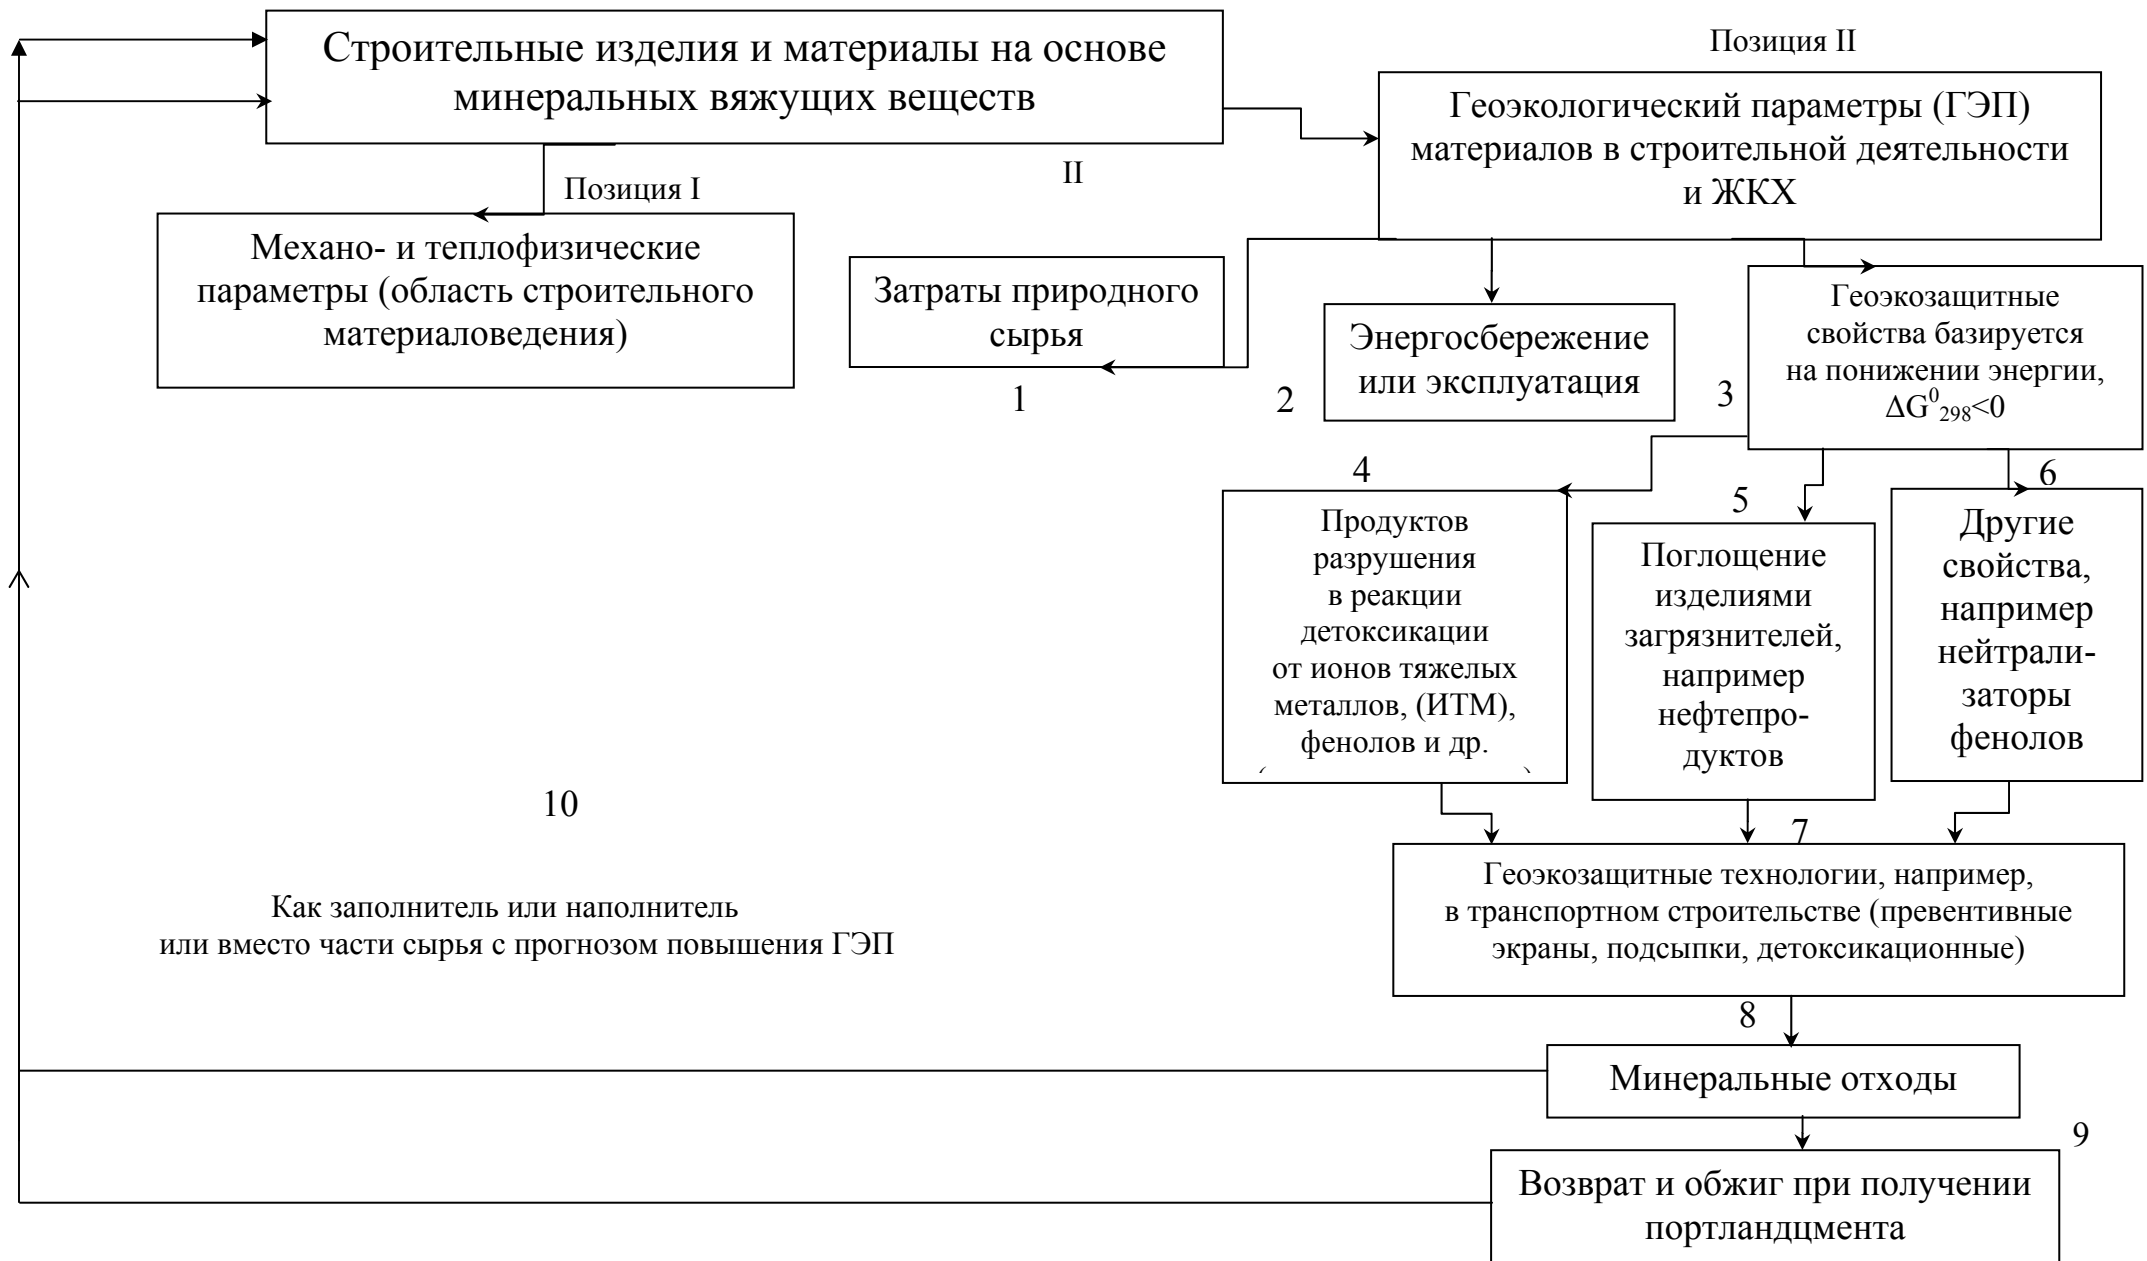 Строительные изделия и материалы на основе
минеральных вяжущих веществ
Позиция II
Геоэкологический параметры (ГЭП)
материалов в строительной деятельности
и ЖКХ
II
Позиция I
Механо- и теплофизические
параметры (область строительного
материаловедения)
Затраты природного
сырья
1
Энергосбережение
или эксплуатация
2
Геоэкозащитные
свойства базируется
на понижении энергии,
ΔG⁰₂₉₈<0
3
4
Продуктов
разрушения
в реакции
детоксикации
от ионов тяжелых
металлов, (ИТМ),
фенолов и др.
5
Поглощение
изделиями
загрязнителей,
например
нефтепро-
дуктов
6
Другие
свойства,
например
нейтрали-
заторы
фенолов
7
Геоэкозащитные технологии, например,
в транспортном строительстве (превентивные
экраны, подсыпки, детоксикационные)
10
Как заполнитель или наполнитель
или вместо части сырья с прогнозом повышения ГЭП
8
Минеральные отходы
9
Возврат и обжиг при получении
портландцмента